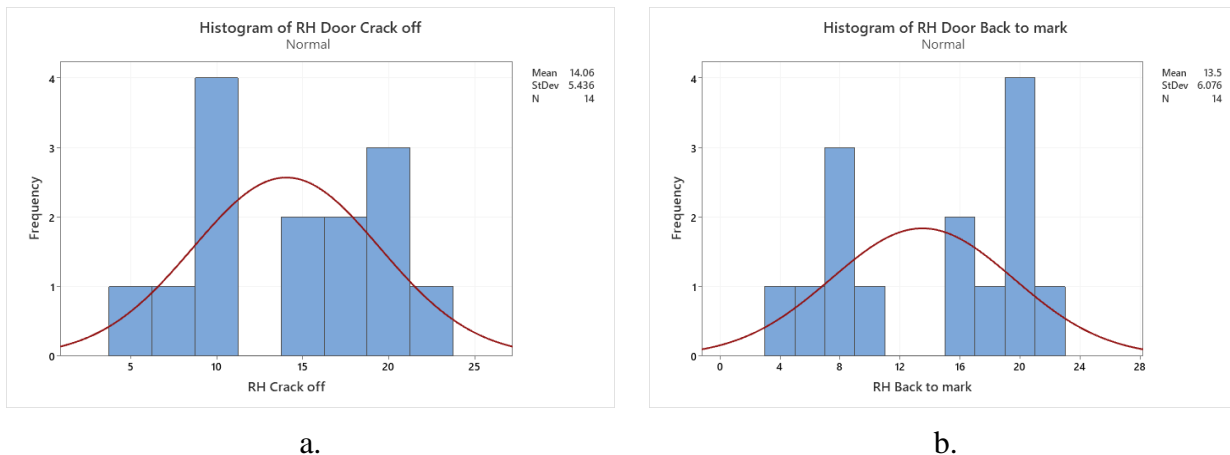 Histogram of RH Door Crack off
Normal
Mean 14.06
StDev 5.436
N 14
4
3
2
1
0
Frequency
5 10 15 20 25
RH Crack off
a.
Histogram of RH Door Back to mark
Normal
Mean 13.5
StDev 6.076
N 14
4
3
2
1
0
Frequency
0 4 8 12 16 20 24 28
RH Back to mark
b.